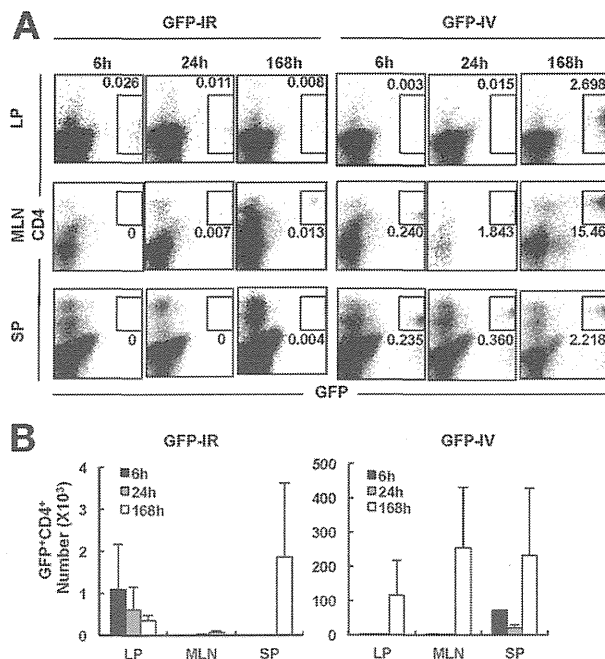 A
GFP-IR GFP-IV
6h 24h 168h 6h 24h 168h
LP 0.026 0.011 0.008 0.003 0.015 2.698
MLN 0 0.007 0.013 0.240 1.843 15.46
CD4
SP 0 0 0.004 0.235 0.360 2.218
GFP
B
GFP-IR GFP-IV
GFP⁺CD4⁺
Number (X10³)
4
3
2
1
0
6h
24h
168h
LP MLN SP
500
400
300
200
100
0
6h
24h
168h
LP MLN SP